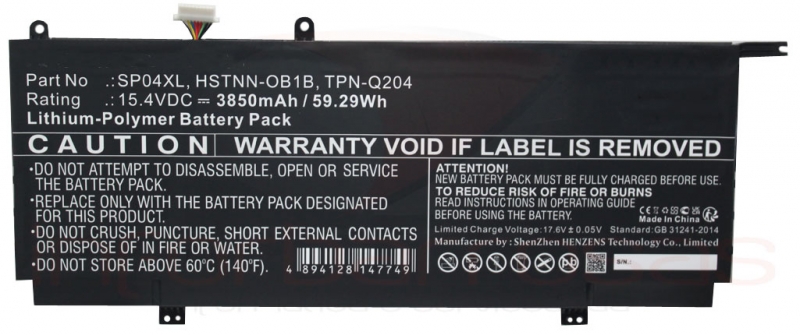 Part No .: SP04XL, HSTNN-OB1B, TPN-Q204
Rating .: 15.4VDC ⎓ 3850mAh / 59.29Wh
Lithium-Polymer Battery Pack
CAUTION
WARRANTY VOID IF LABEL IS REMOVED
•DO NOT ATTEMPT TO DISASSEMBLE, OPEN OR SERVICE
THE BATTERY PACK.
•REPLACE ONLY WITH THE BATTERY PACK DESIGNATED
FOR THIS PRODUCT.
•DO NOT CRUSH, PUNCTURE, SHORT EXTERNAL CONTACTS
OR DISPOSE OF IN FIRE OR WATER.
•DO NOT STORE ABOVE 60°C (140°F).
4 894128 147749
ATTENTION!
NEW BATTERY PACK MUST BE FULLY CHARGED BEFORE USE.
TO REDUCE RISK OF FIRE OR BURNS
READ INSTRUCTIONS IN OPERATING GUIDE
BEFORE USING BATTERY PACK.
Made In China
Limited Charge Voltage:17.6V ± 0.05V Standard:GB 31241-2014
Manufacture by : ShenZhen HENZENS Technology Co., Limited
S/N.: